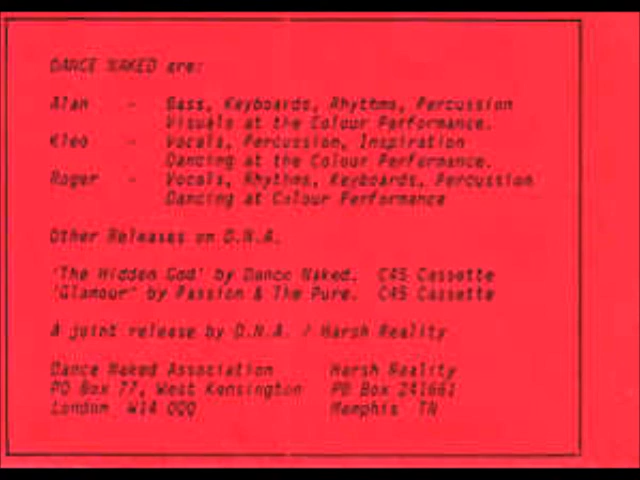 DANCE NAKED are:
Alan - Bass, Keyboards, Rhythms, Percussion
Visuals at the Colour Performance.
Kleo - Vocals, Percussion, Inspiration
Dancing at the Colour Performance.
Roger - Vocals, Rhythms, Keyboards, Percussion
Dancing at Colour Performance
Other Releases on D.N.A.
'The Hidden God' by Dance Naked. C45 Cassette
'Glamour' by Passion & The Pure. C45 Cassette
A joint release by D.N.A. / Harsh Reality
Dance Naked Association Harsh Reality
PO Box 77, West Kensington PO Box 241661
London W14 Memphis TN